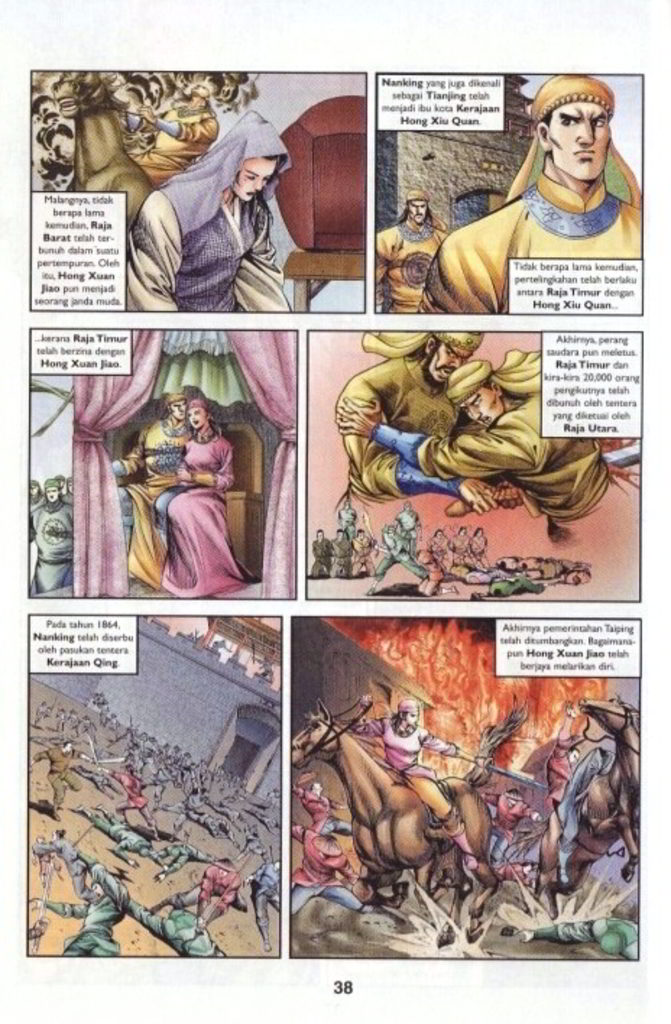 Malangnya, tidak
berapa lama
kemudian, Raja
Barat telah ter-
bunuh dalam suatu
pertempuran. Oleh
itu, Hong Xuan
Jiao pun menjadi
seorang janda muda.
Nanking yang juga dikenali
sebagai Tianjing telah
menjadi ibu kota Kerajaan
Hong Xiu Quan.
Tidak berapa lama kemudian,
pertelingkahan telah berlaku
antara Raja Timur dengan
Hong Xiu Quan...
...kerana Raja Timur
telah berzina dengan
Hong Xuan Jiao.
Akhirnya, perang
saudara pun meletus.
Raja Timur dan
kira-kira 20,000 orang
pengikutnya telah
dibunuh oleh tentera
yang diketuai oleh
Raja Utara.
Pada tahun 1864,
Nanking telah diserbu
oleh pasukan tentera
Kerajaan Qing.
Akhirnya pemerintahan Taiping
telah ditumbangkan. Bagaimana-
pun Hong Xuan Jiao telah
berjaya melarikan diri.
38